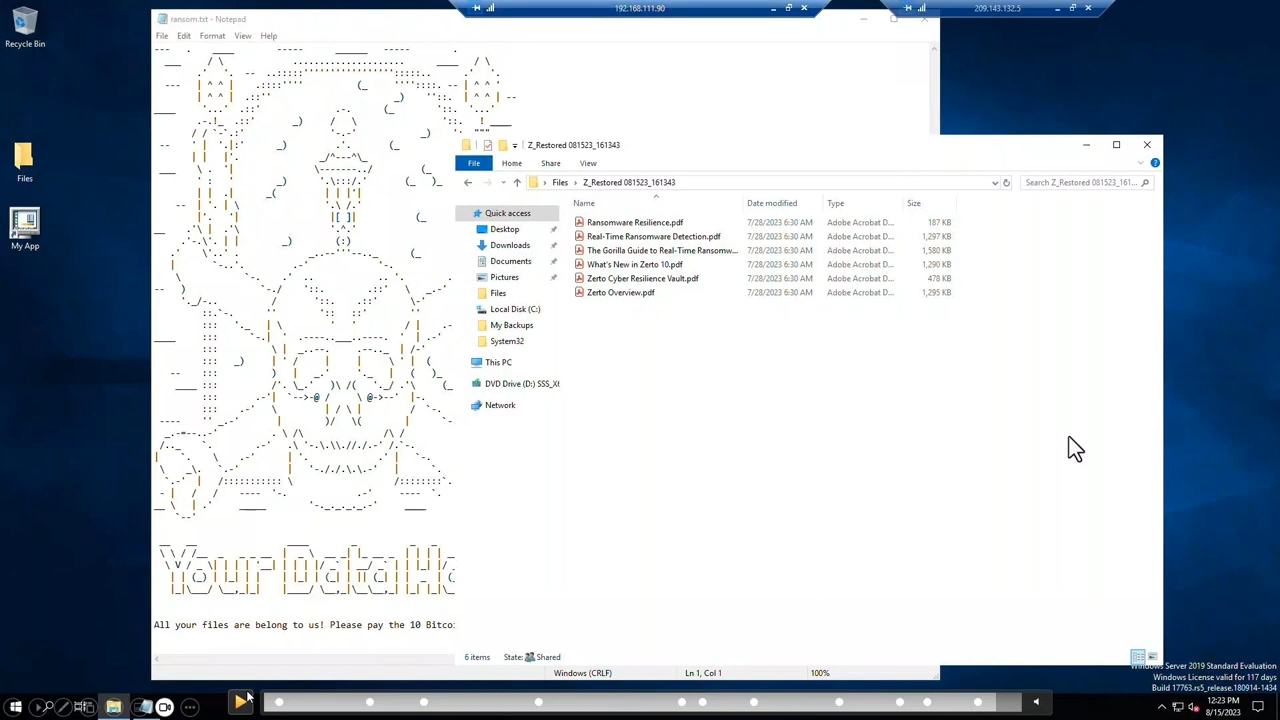 192.168.111.90
209.143.132.5
Recycle Bin
Files
My App
ransom.txt - Notepad
File Edit Format View Help
Z_Restored 081523_161343
File Home Share View
Files > Z_Restored 081523_161343
Search Z_Restored 081523_161...
Name Date modified Type Size
Ransomware Resilience.pdf 7/28/2023 6:30 AM Adobe Acrobat D... 187 KB
Real-Time Ransomware Detection.pdf 7/28/2023 6:30 AM Adobe Acrobat D... 1,297 KB
The Gorilla Guide to Real-Time Ransomw... 7/28/2023 6:30 AM Adobe Acrobat D... 1,580 KB
What's New in Zerto 10.pdf 7/28/2023 6:30 AM Adobe Acrobat D... 1,290 KB
Zerto Cyber Resilience Vault.pdf 7/28/2023 6:30 AM Adobe Acrobat D... 478 KB
Zerto Overview.pdf 7/28/2023 6:30 AM Adobe Acrobat D... 1,295 KB
Quick access
Desktop
Downloads
Documents
Pictures
Files
Local Disk (C:)
My Backups
System32
This PC
DVD Drive (D:) SSS_X6
Network
6 items State: Shared
Your Data Is
All your files are belong to us! Please pay the 10 Bitco
Windows (CRLF) Ln 1, Col 1 100%
Windows Server 2019 Standard Evaluation
Windows License valid for 117 days
Build 17763.rs5_release.180914-1434
12:23 PM
8/15/2023